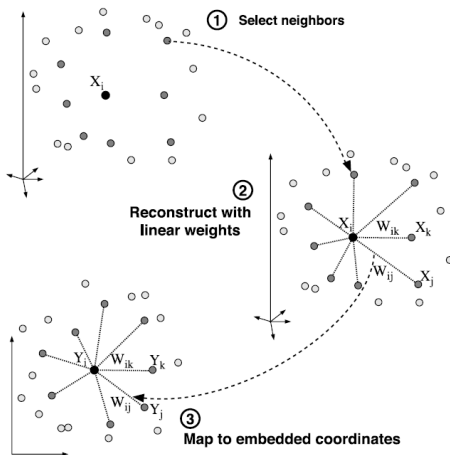 ① Select neighbors
X_i
②
Reconstruct with
linear weights
X_i
W_ik
X_k
W_ij
X_j
Y_i
W_ik
Y_k
W_ij
Y_j
③
Map to embedded coordinates